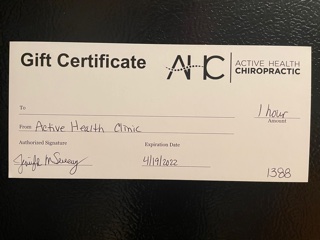 Gift Certificate
AHC
ACTIVE HEALTH
CHIROPRACTIC
To
1 hour
Amount
From Active Health Clinic
Authorized Signature
Expiration Date
4/19/2022
1388